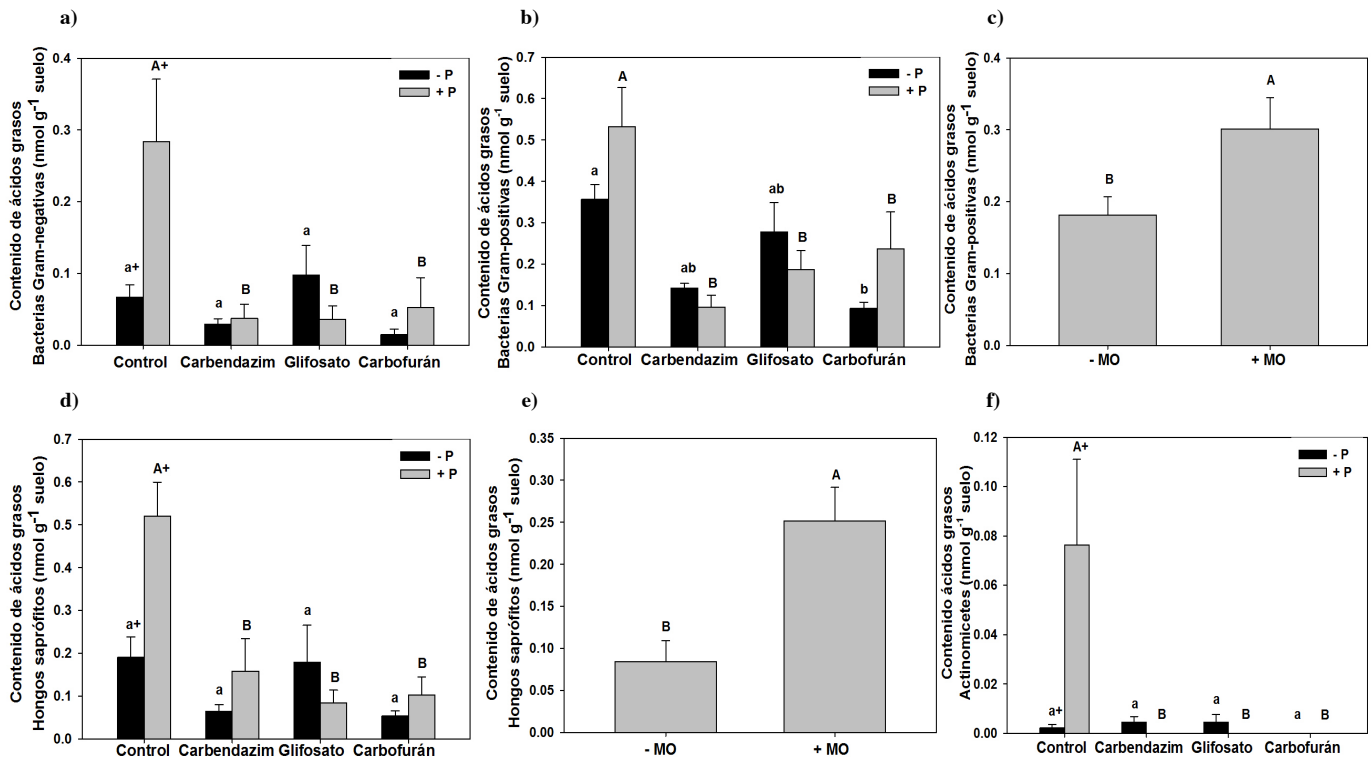 a)
Contenido de ácidos grasos
Bacterias Gram-negativas (nmol g-1 suelo)
0.4
0.3
0.2
0.1
0.0
A+
a+
a
B
a
B
a
B
- P
+ P
Control Carbendazim Glifosato Carbofurán
b)
Contenido de ácidos grasos
Bacterias Gram-positivas (nmol g-1 suelo)
0.7
0.6
0.5
0.4
0.3
0.2
0.1
0.0
a
A
ab
B
ab
B
b
B
- P
+ P
Control Carbendazim Glifosato Carbofurán
c)
Contenido de ácidos grasos
Bacterias Gram-positivas (nmol g-1 suelo)
0.4
0.3
0.2
0.1
0.0
B
A
- MO + MO
d)
Contenido de ácidos grasos
Hongos saprófitos (nmol g-1 suelo)
0.7
0.6
0.5
0.4
0.3
0.2
0.1
0.0
a+
A+
a
B
a
B
a
B
- P
+ P
Control Carbendazim Glifosato Carbofurán
e)
Contenido de ácidos grasos
Hongos saprófitos (nmol g-1 suelo)
0.35
0.30
0.25
0.20
0.15
0.10
0.05
0.00
B
A
- MO + MO
f)
Contenido ácidos grasos
Actinomicetes (nmol g-1 suelo)
0.12
0.10
0.08
0.06
0.04
0.02
0.00
a+
A+
a
B
a
B
a
B
- P
+ P
Control Carbendazim Glifosato Carbofurán